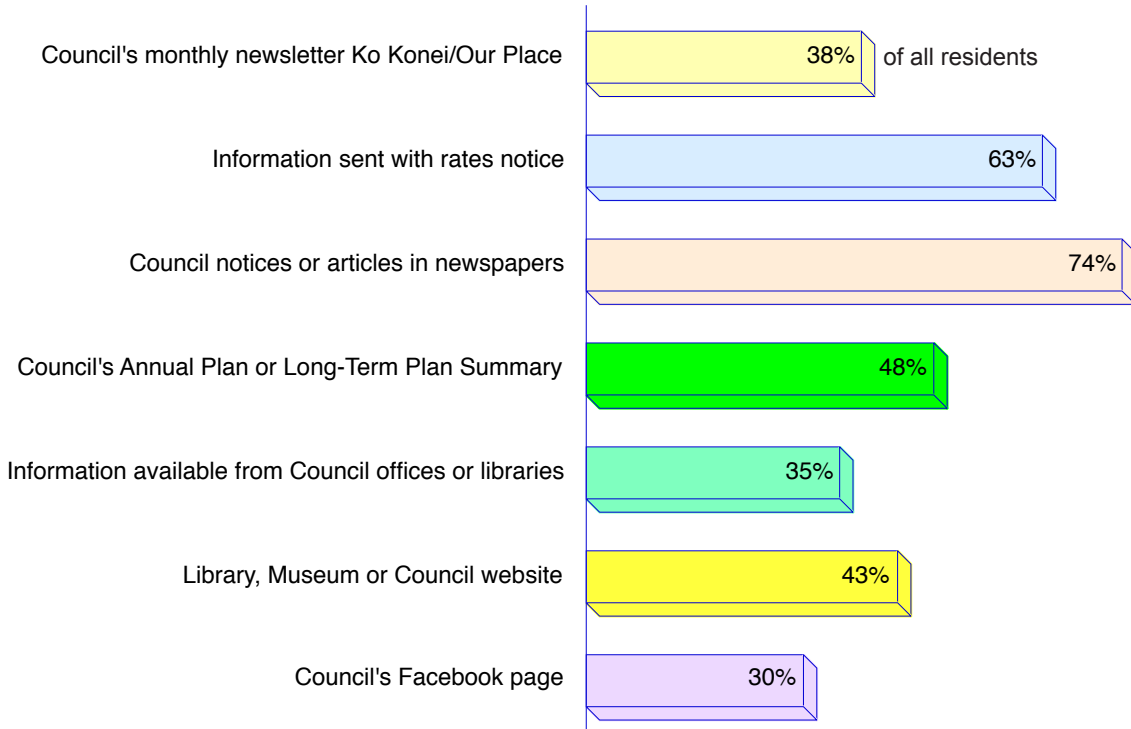 Council's monthly newsletter Ko Konei/Our Place 38% of all residents
Information sent with rates notice 63%
Council notices or articles in newspapers 74%
Council's Annual Plan or Long-Term Plan Summary 48%
Information available from Council offices or libraries 35%
Library, Museum or Council website 43%
Council's Facebook page 30%